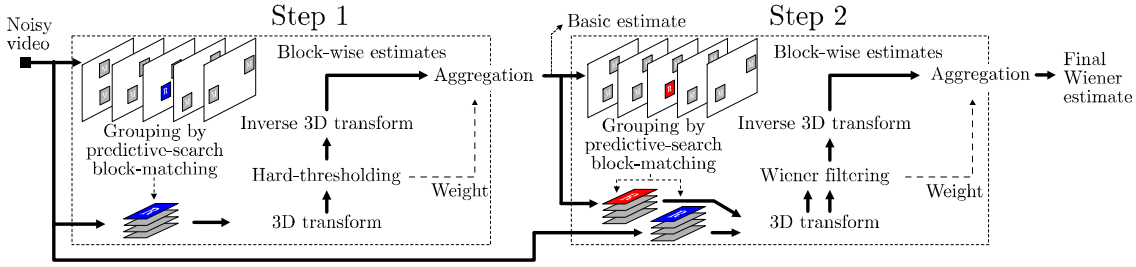 Step 1
Step 2
Noisy
video
Block-wise estimates
Aggregation
R
Grouping by
predictive-search
block-matching
Inverse 3D transform
Hard-thresholding
Weight
3D transform
Basic estimate
Block-wise estimates
Aggregation
R
Grouping by
predictive-search
block-matching
Inverse 3D transform
Wiener filtering
Weight
3D transform
Final
Wiener
estimate